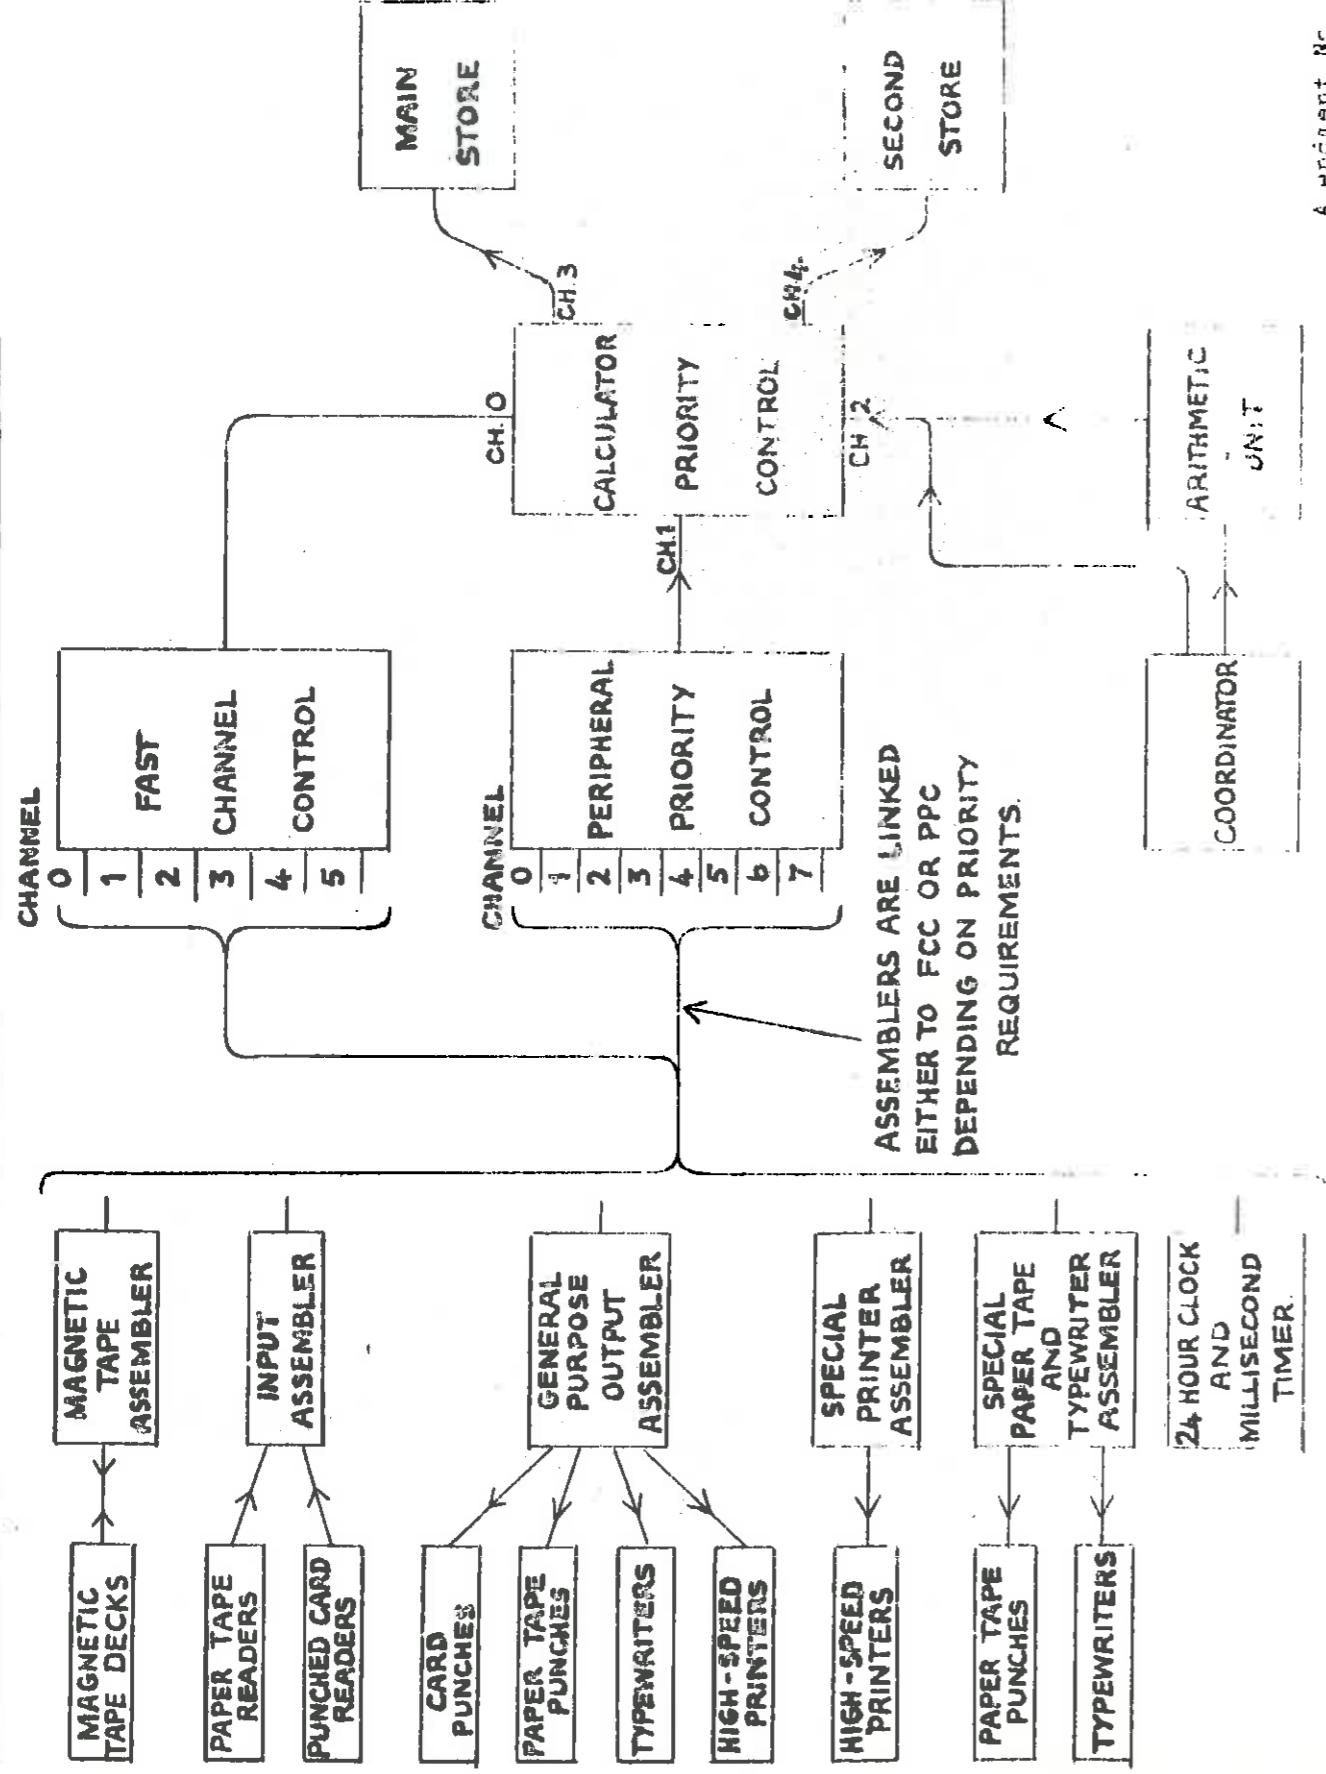 MAGNETIC
TAPE DECKS
PAPER TAPE
READERS
PUNCHED CARD
READERS
CARD
PUNCHES
PAPER TAPE
PUNCHES
TYPEWRITERS
HIGH-SPEED
PRINTERS
HIGH-SPEED
PRINTERS
PAPER TAPE
PUNCHES
TYPEWRITERS
MAGNETIC
TAPE
ASSEMBLER
INPUT
ASSEMBLER
GENERAL
PURPOSE
OUTPUT
ASSEMBLER
SPECIAL
PRINTER
ASSEMBLER
SPECIAL
PAPER TAPE
AND
TYPEWRITER
ASSEMBLER
24 HOUR CLOCK
AND
MILLISECOND
TIMER.
CHANNEL
0
1
2
3
4
5
FAST
CHANNEL
CONTROL
CHANNEL
0
1
2
3
4
5
6
7
PERIPHERAL
PRIORITY
CONTROL
ASSEMBLERS ARE LINKED
EITHER TO FCC OR PPC
DEPENDING ON PRIORITY
REQUIREMENTS.
COORDINATOR
CH. 0
CH.1
CH 2
CH. 3
CH.4
CALCULATOR
PRIORITY
CONTROL
ARITHMETIC
UNIT
MAIN
STORE
SECOND
STORE